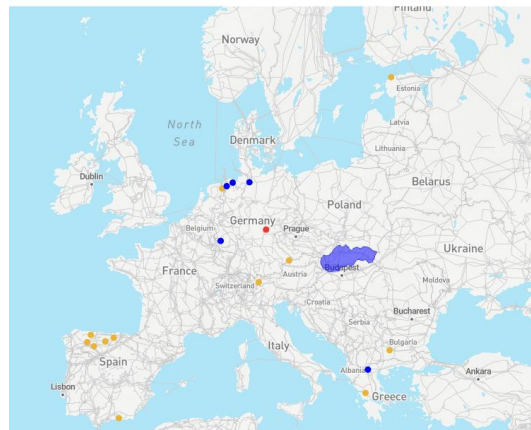 Finland
Norway
Estonia
North
Sea
Latvia
Denmark
Lithuania
Dublin
Belarus
Poland
Germany
Belgium
Prague
Ukraine
France
Austria
Budapest
Switzerland
Moldova
Croatia
Bucharest
Serbia
Italy
Bulgaria
Spain
Albania
Ankara
Lisbon
Greece